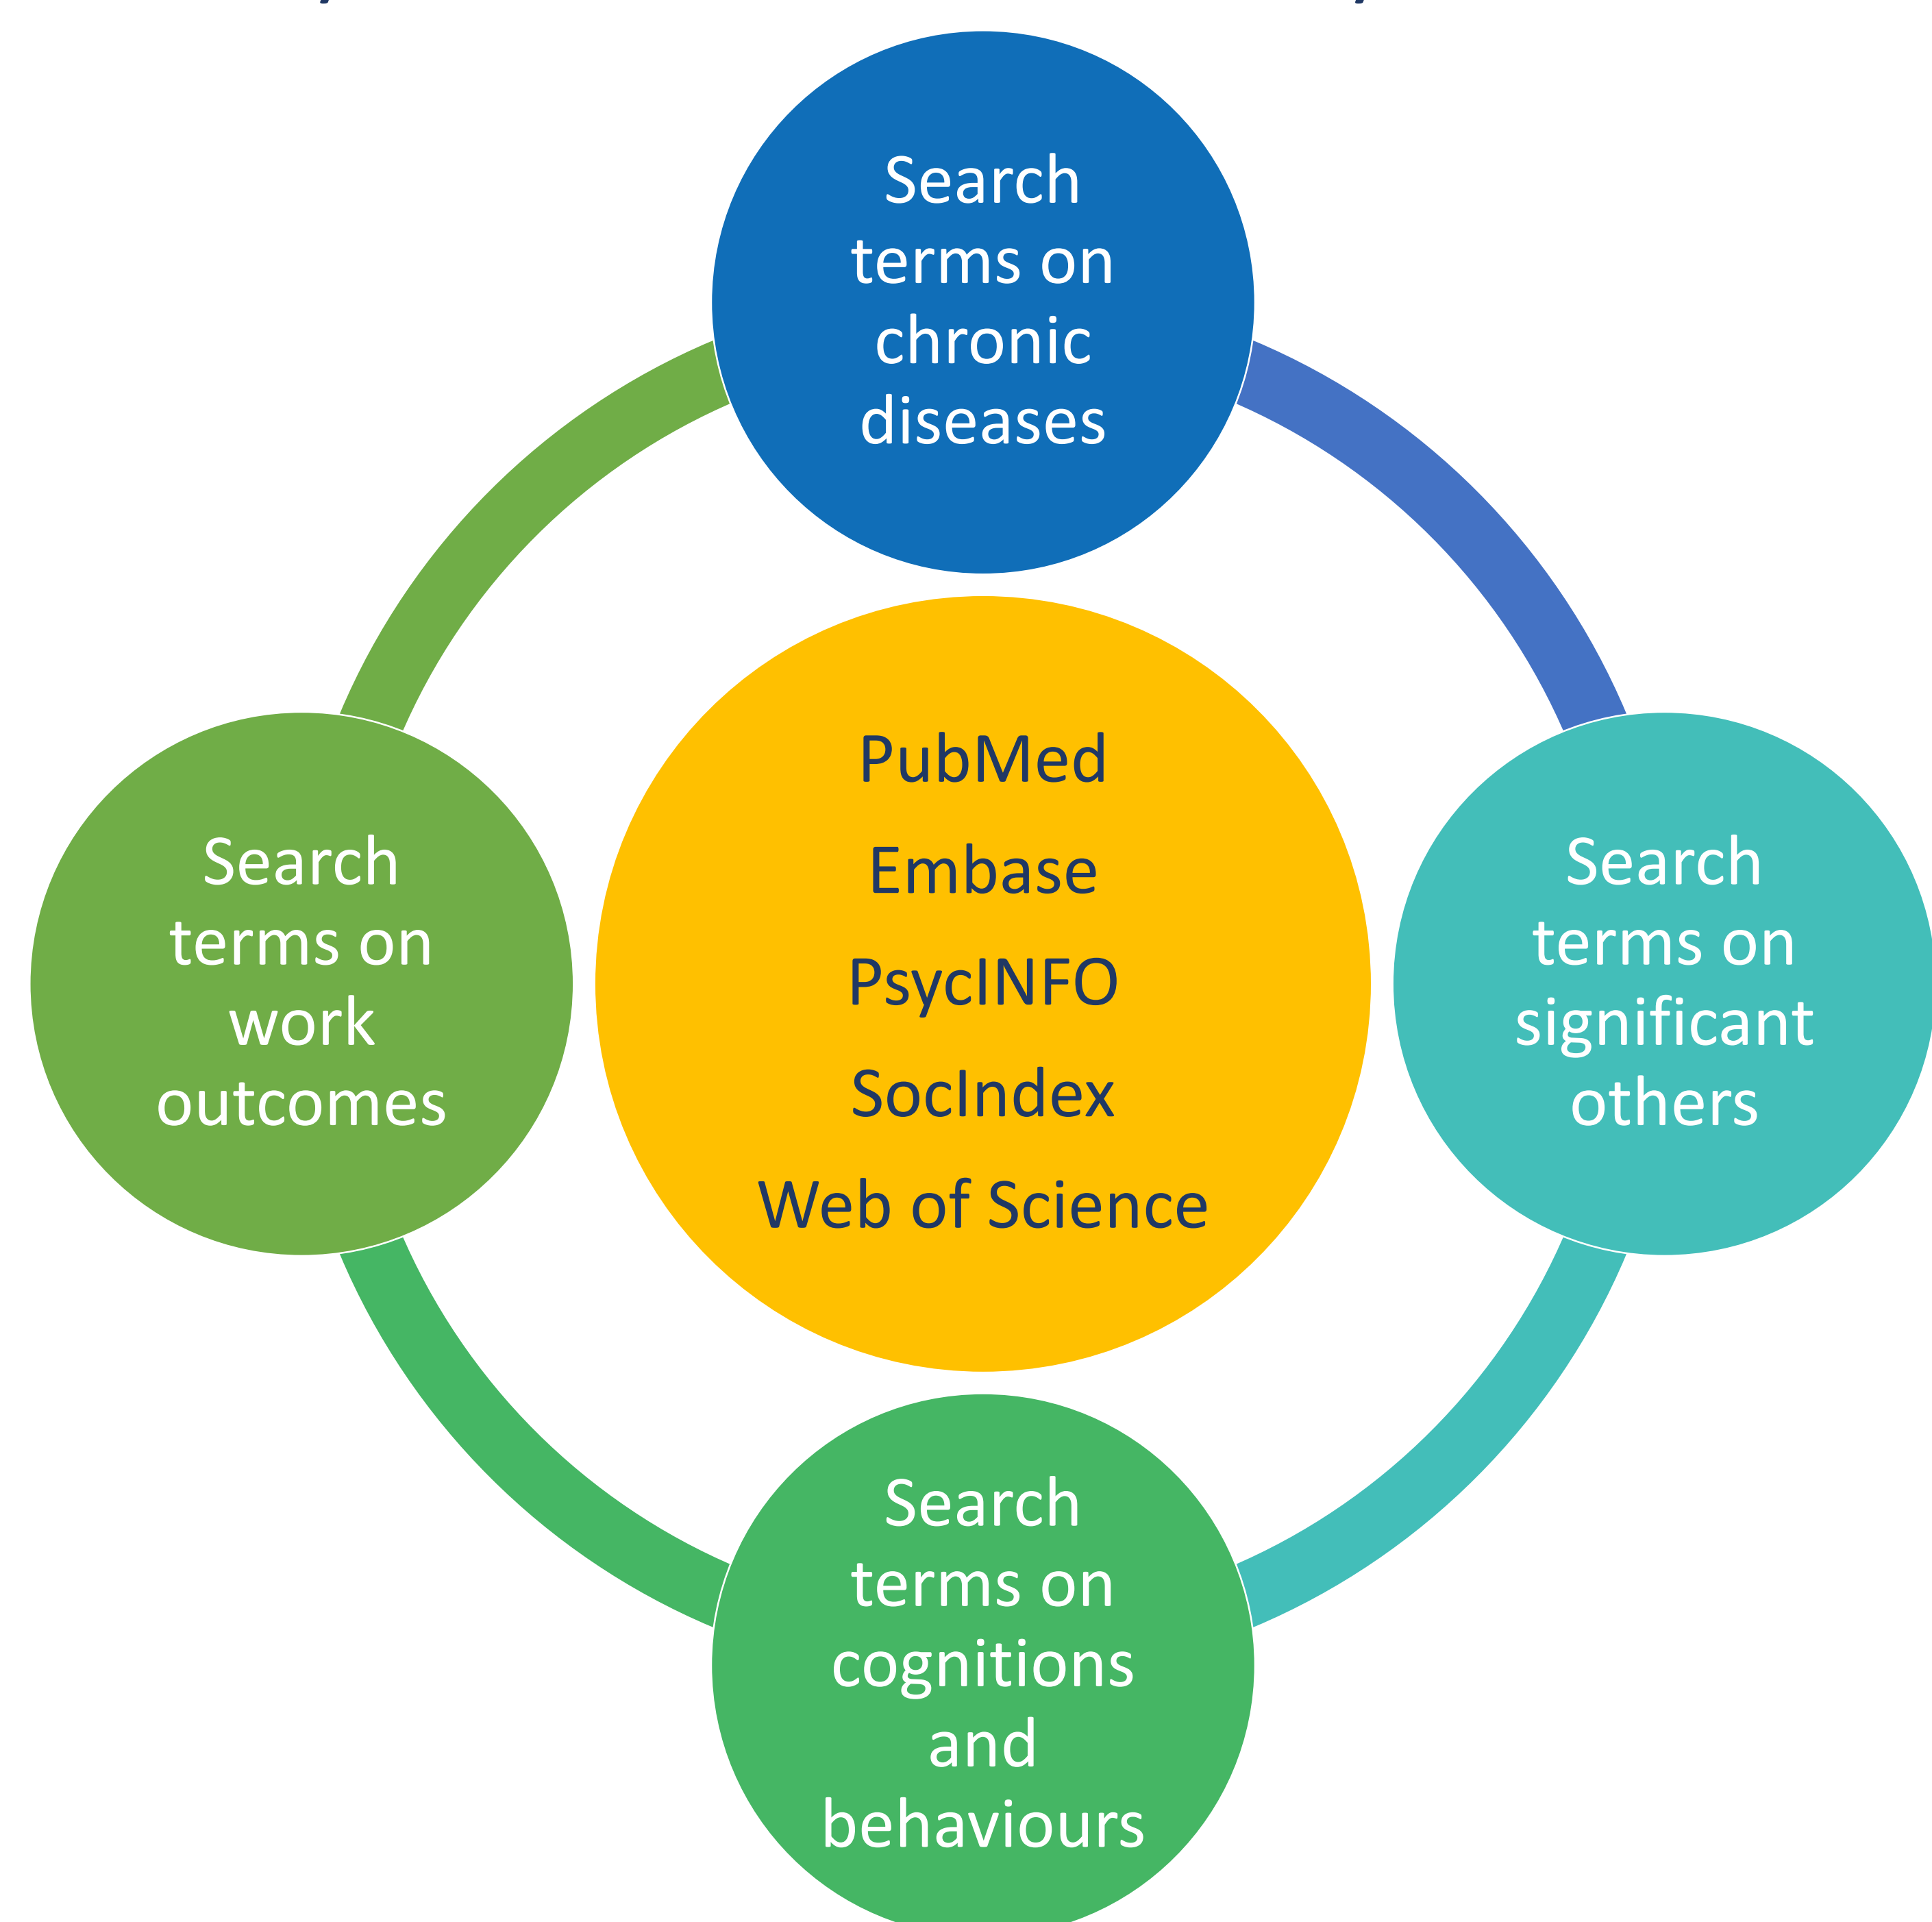 Search
terms on
chronic
diseases
Search
terms on
work
outcomes
PubMed
Embase
PsycINFO
SocIndex
Web of Science
Search
terms on
significant
others
Search
terms on
cognitions
and
behaviours